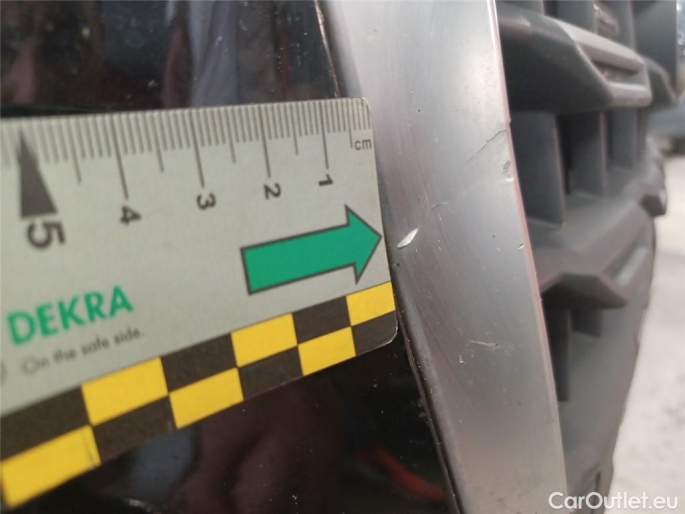 cm
5 4 3 2 1
DEKRA
On the safe side.
CarOutlet.eu